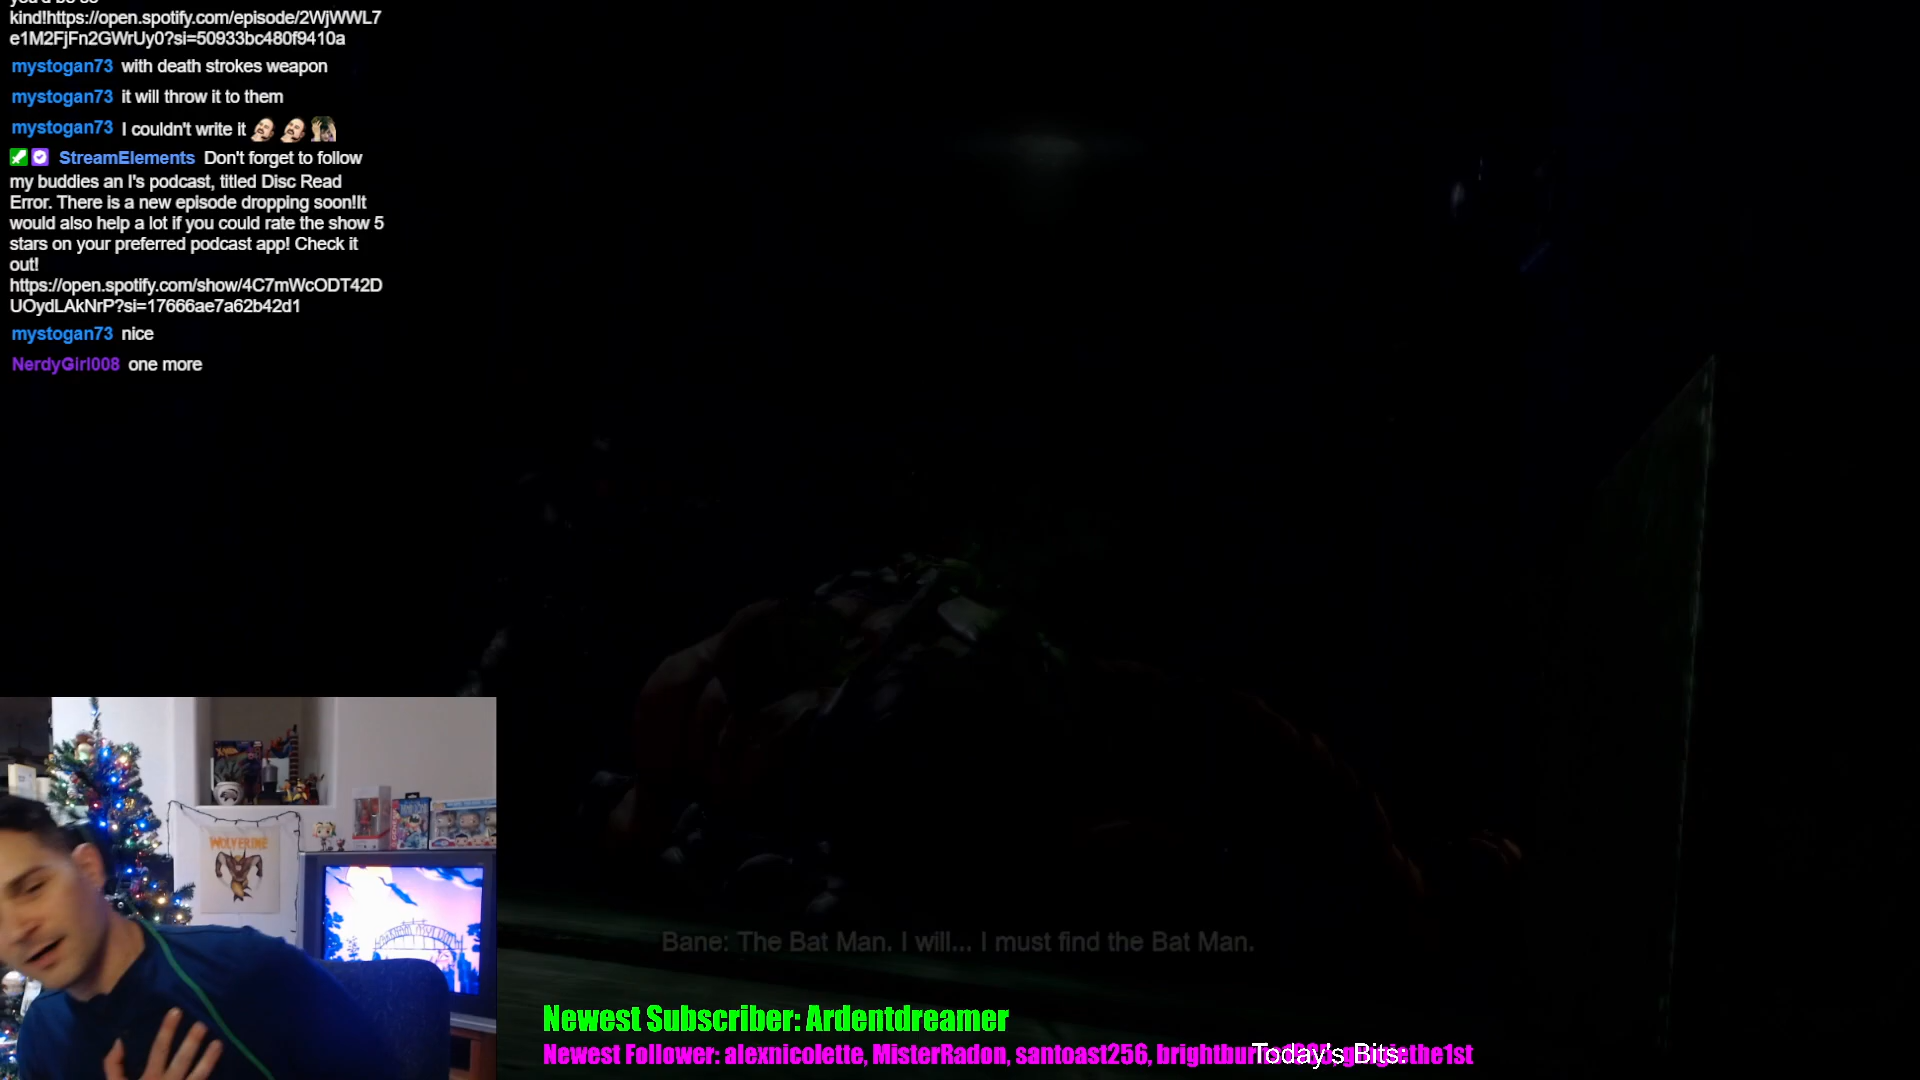 kind!https://open.spotify.com/episode/2WjWWL7
e1M2FjFn2GWrUy0?si=50933bc480f9410a
mystogan73 with death strokes weapon
mystogan73 it will throw it to them
mystogan73 I couldn't write it
StreamElements Don't forget to follow
my buddies an I's podcast, titled Disc Read
Error. There is a new episode dropping soon!It
would also help a lot if you could rate the show 5
stars on your preferred podcast app! Check it
out!
https://open.spotify.com/show/4C7mWcODT42D
UOydLAkNrP?si=17666ae7a62b42d1
mystogan73 nice
NerdyGirl008 one more
WOLVERINE
Bane: The Bat Man. I will... I must find the Bat Man.
Newest Subscriber: Ardentdreamer
Newest Follower: alexnicolette, MisterRadon, santoast256,
Today's Bits: